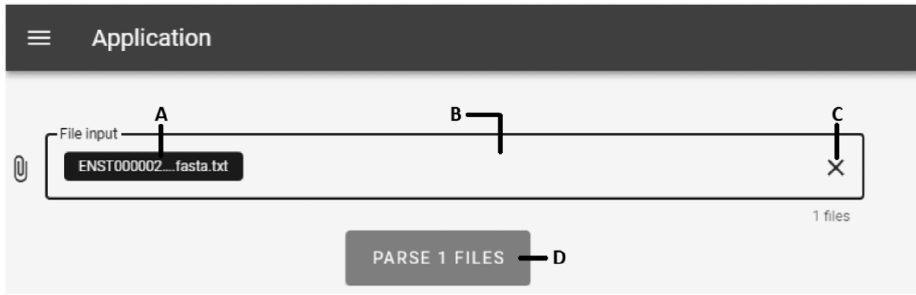 Application
A
B
C
File input
ENST000002....fasta.txt
1 files
PARSE 1 FILES
D